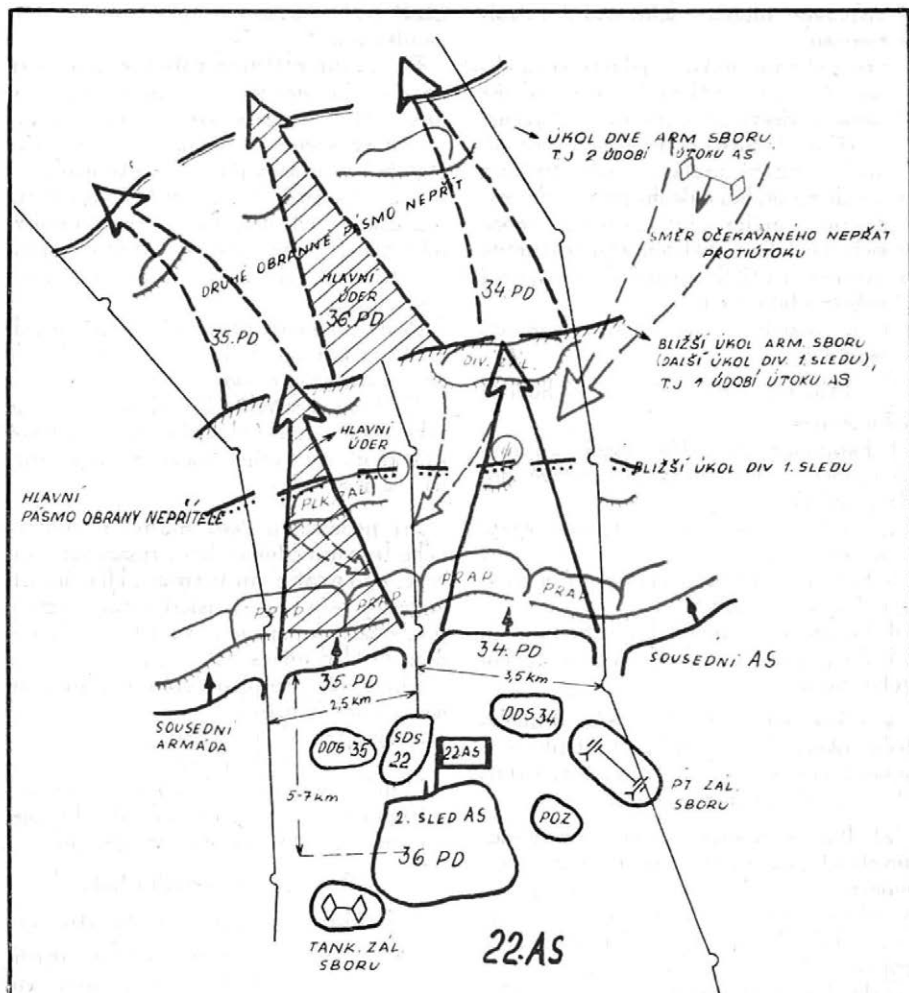 ÚKOL DNE ARM. SBORU
TJ 2 ÚDOBÍ ÚTOKU AS
SMĚR OČEKÁVANÉHO NEPŘÁT
PROTIÚTOKU
DRUHÉ OBRANNÉ PÁSMO NEPŘÍT
HLAVNÍ
ÚDER
36. PD
34. PD
35. PD
BLIŽŠÍ ÚKOL ARM. SBORU
(DALŠÍ ÚKOL DIV. 1. SLEDU),
TJ 1 ÚDOBÍ ÚTOKU AS
DIV. ZÁL.
HLAVNÍ
ÚDER
BLIŽŠÍ ÚKOL DIV 1. SLEDU
HLAVNÍ
PÁSMO OBRANY NEPŘÍTELE
PLK. ZÁL
PRAP.
PRAP.
PRAP.
PRAP.
34. PD
SOUSEDNÍ AS
35. PD
3,5 km
2,5 km
SOUSEDNÍ
ARMÁDA
DDS 34
DDS 35
SDS
22
22AS
PT ZÁL.
SBORU
5-7 km
2. SLED AS
36 PD
POZ
TANK. ZÁL.
SBORU
22.AS